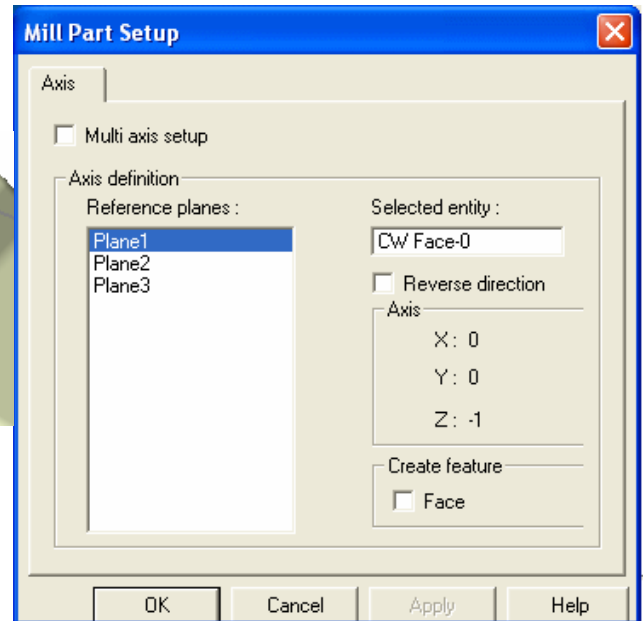 Mill Part Setup
Axis
Multi axis setup
Axis definition
Reference planes :
Plane1
Plane2
Plane3
Selected entity :
CW Face-0
Reverse direction
Axis
X : 0
Y : 0
Z : -1
Create feature
Face
OK
Cancel
Apply
Help